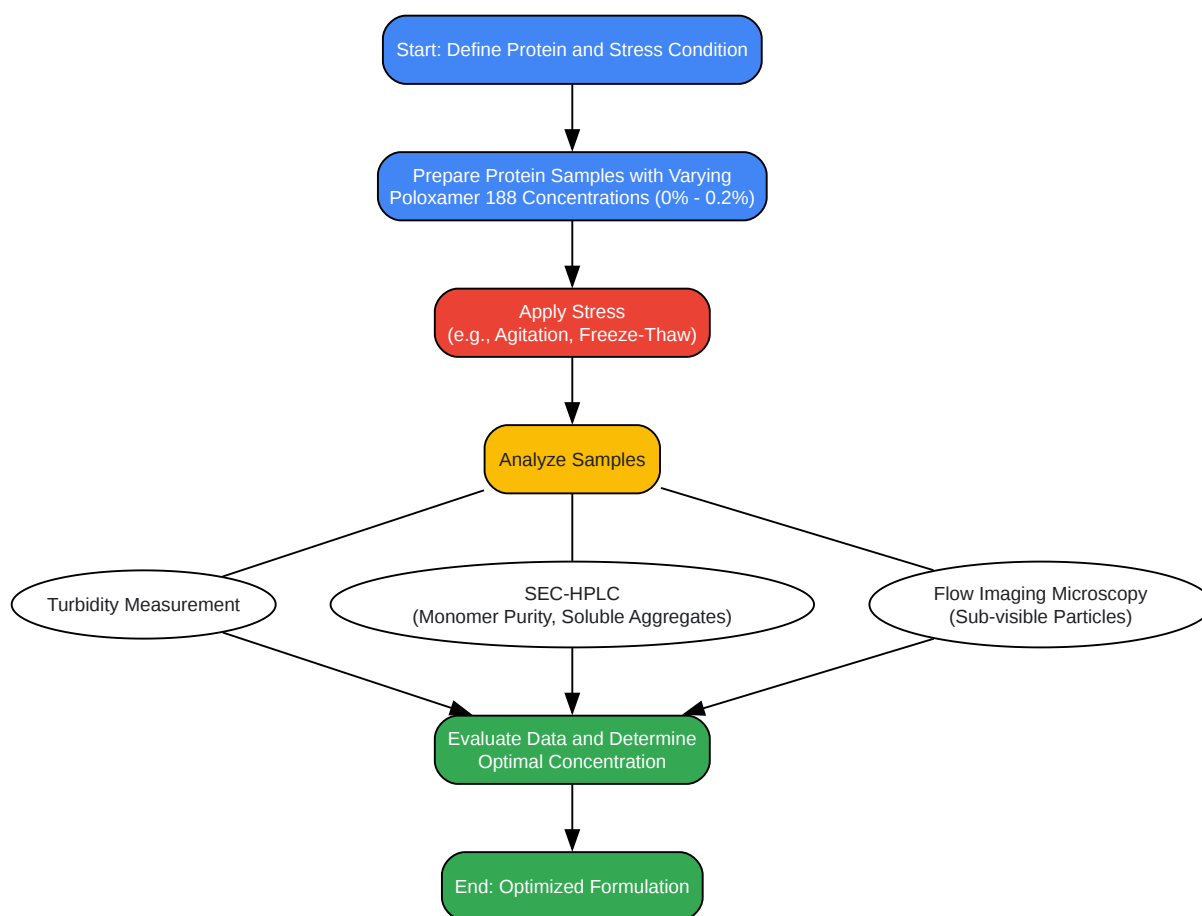 Start: Define Protein and Stress Condition
Prepare Protein Samples with Varying
Poloxamer 188 Concentrations (0% - 0.2%)
Apply Stress
(e.g., Agitation, Freeze-Thaw)
Analyze Samples
Turbidity Measurement
SEC-HPLC
(Monomer Purity, Soluble Aggregates)
Flow Imaging Microscopy
(Sub-visible Particles)
Evaluate Data and Determine
Optimal Concentration
End: Optimized Formulation